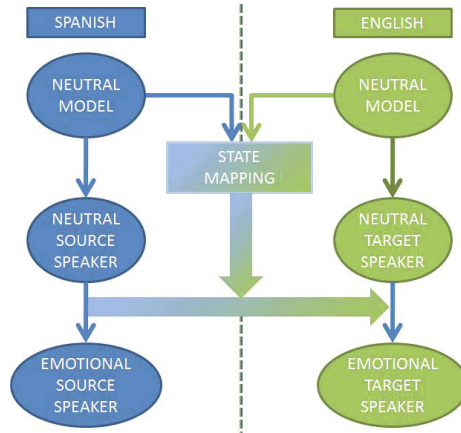 SPANISH
ENGLISH
NEUTRAL
MODEL
NEUTRAL
MODEL
STATE
MAPPING
NEUTRAL
SOURCE
SPEAKER
NEUTRAL
TARGET
SPEAKER
EMOTIONAL
SOURCE
SPEAKER
EMOTIONAL
TARGET
SPEAKER